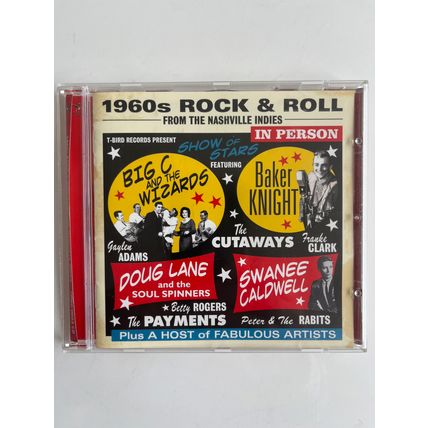 1960s ROCK & ROLL
FROM THE NASHVILLE INDIES
IN PERSON
T-BIRD RECORDS PRESENT
SHOW OF STARS
FEATURING
BIG C
AND THE
WIZARDS
Baker
KNIGHT
Gaylen
ADAMS
The
CUTAWAYS
Franke
CLARK
DOUG LANE
and the
SOUL SPINNERS
SWANEE
CALDWELL
Betty ROGERS
The PAYMENTS
Peter & The RABITS
Plus A HOST of FABULOUS ARTISTS